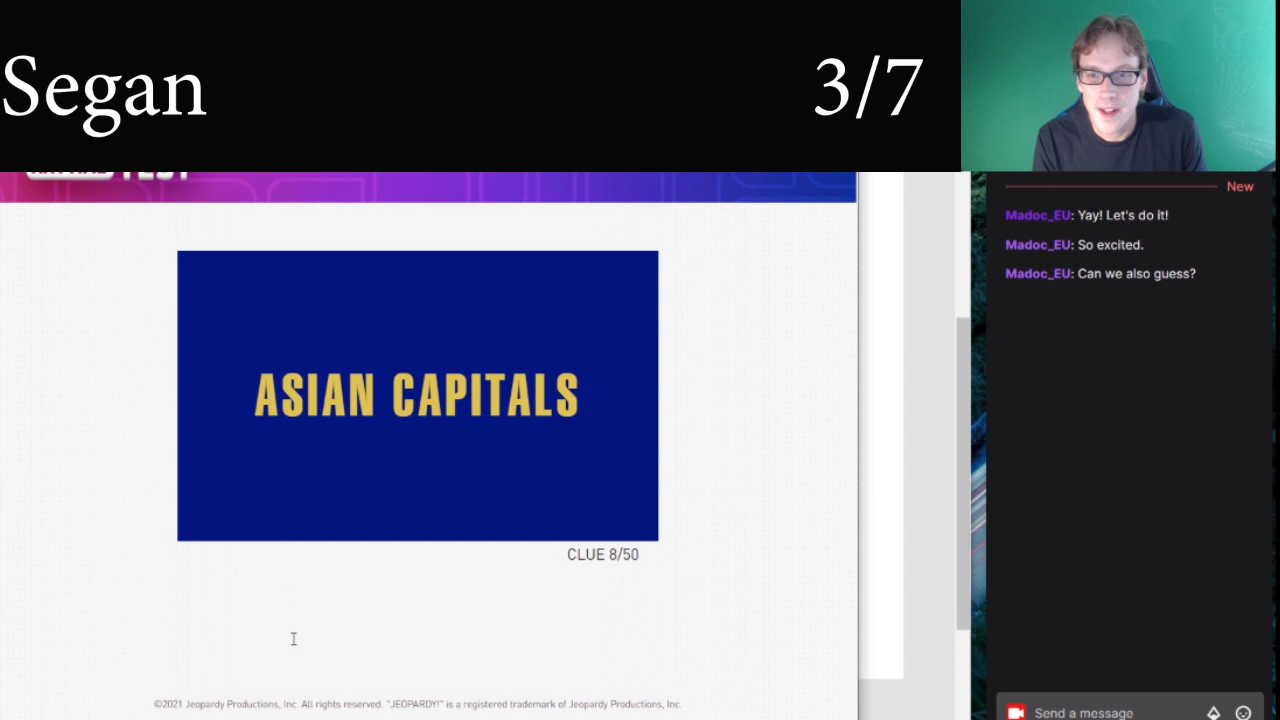 Segan
3/7
TEST
New
Madoc_EU: Yay! Let's do it!
Madoc_EU: So excited.
Madoc_EU: Can we also guess?
ASIAN CAPITALS
CLUE 8/50
©2021 Jeopardy Productions, Inc. All rights reserved. "JEOPARDY!" is a registered trademark of Jeopardy Productions, Inc.
Send a message